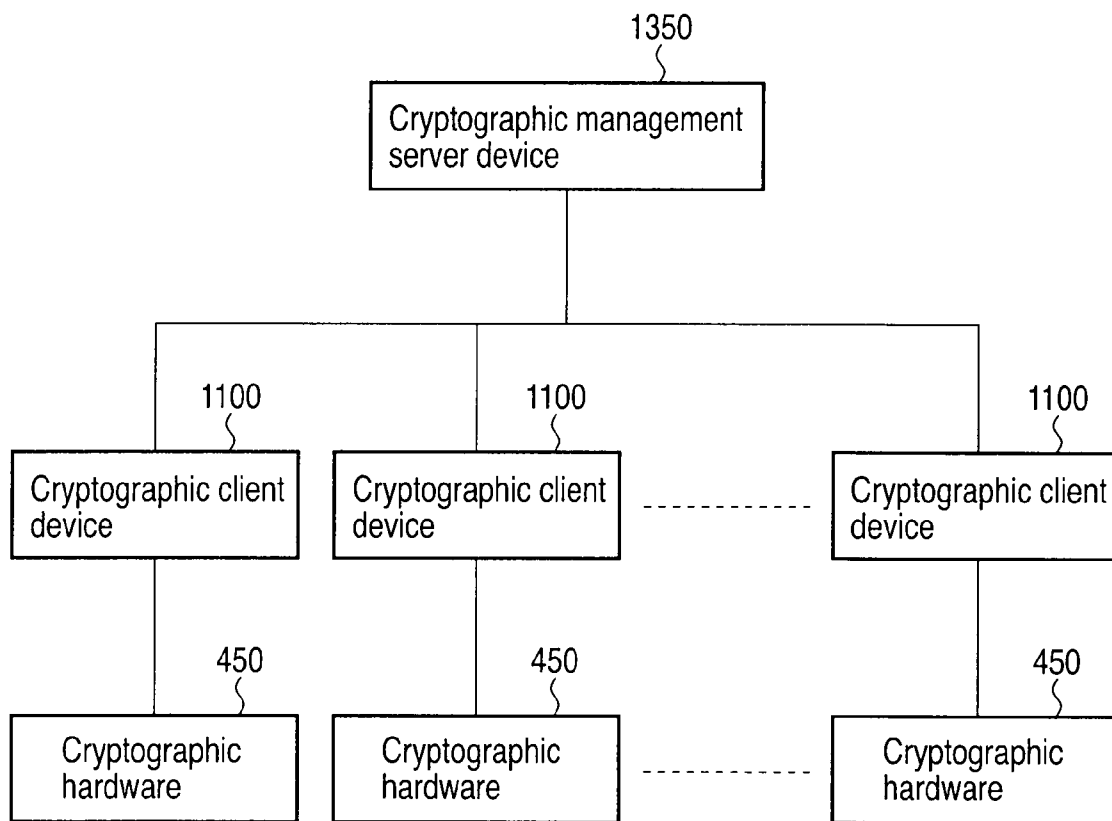 1350
Cryptographic management
server device
1100
1100
1100
Cryptographic client
device
Cryptographic client
device
Cryptographic client
device
450
450
450
Cryptographic
hardware
Cryptographic
hardware
Cryptographic
hardware